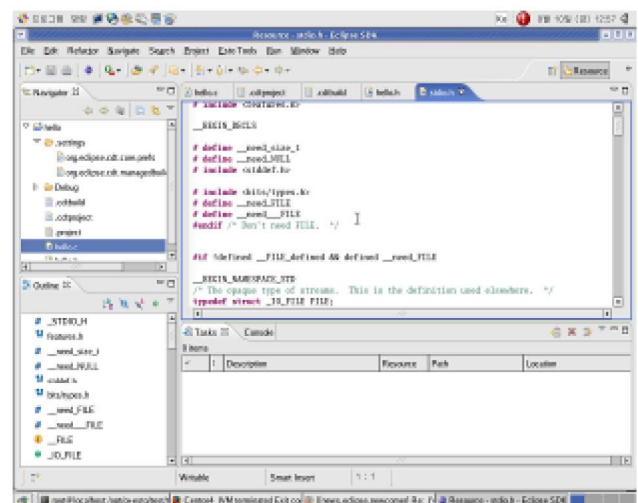 Resource - stdio.h - Eclipse SDK
File Edit Refactor Navigate Search Project Run Window Help
Resource
Navigator
hello.c
.cdtproject
.cdtbuild
hello.h
stdio.h
# include <features.h>
hello
__BEGIN_DECLS
.settings
org.eclipse.cdt.core.prefs
# define __need_size_t
org.eclipse.cdt.managedbuil
# define __need_NULL
Debug
# include <stddef.h>
.cdtbuild
.cdtproject
# include <bits/types.h>
.project
# define __need_FILE
hello.c
# define __need___FILE
#endif /* Don't need FILE. */
#if !defined __FILE_defined && defined __need_FILE
Outline
__BEGIN_NAMESPACE_STD
/* The opaque type of streams. This is the definition used elsewhere. */
typedef struct _IO_FILE FILE;
_STDIO_H
features.h
__need_size_t
__need_NULL
stddef.h
bits/types.h
__need_FILE
__need___FILE
__FILE
_IO_FILE
Tasks
Console
0 items
Description
Resource
Path
Location
Writable
Smart Insert
1 : 1
Resource - stdio.h - Eclipse SDK